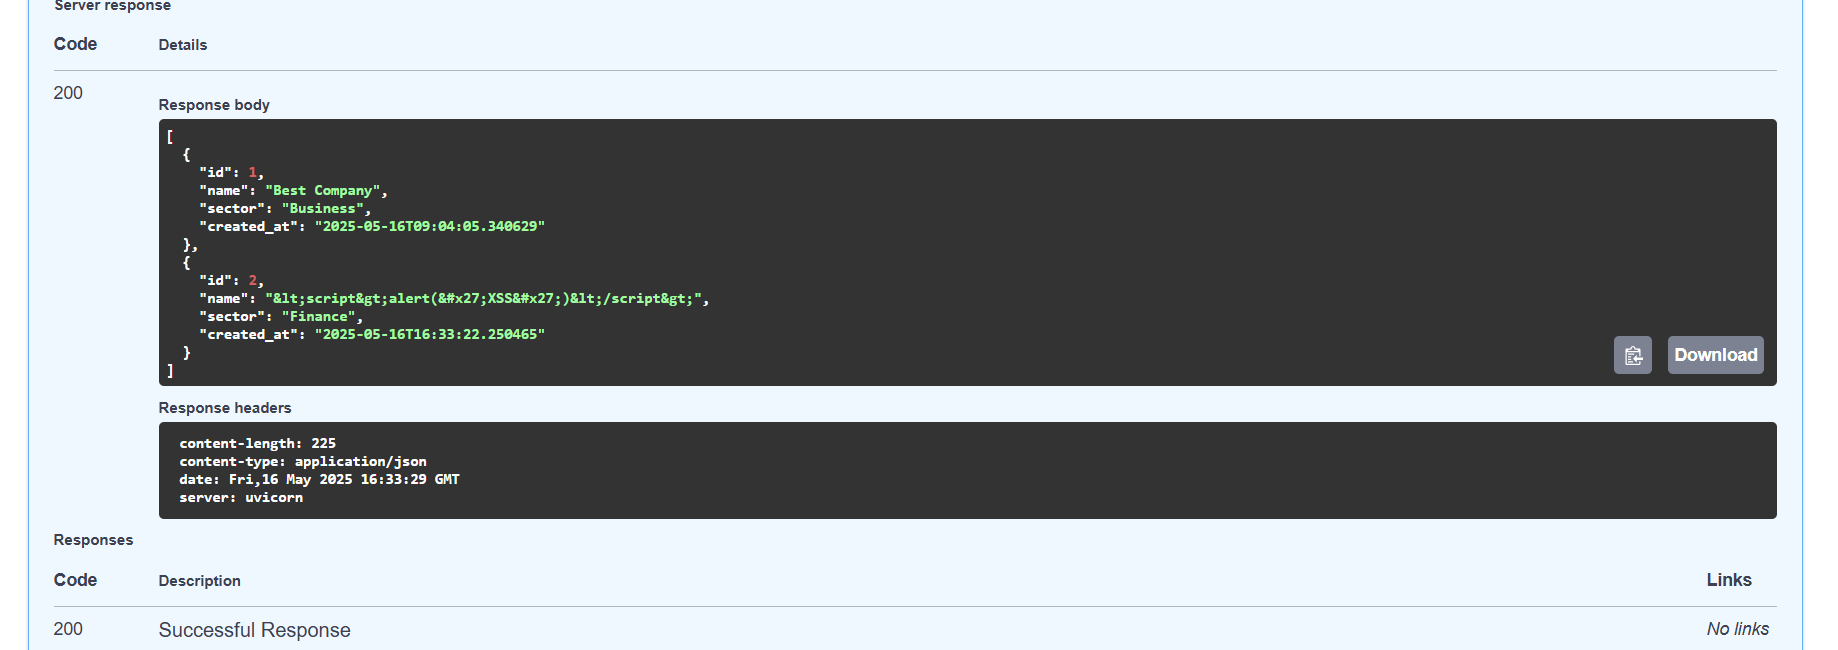 Server response
Code Details
200
Response body
[
  {
    "id": 1,
    "name": "Best Company",
    "sector": "Business",
    "created_at": "2025-05-16T09:04:05.340629"
  },
  {
    "id": 2,
    "name": "&lt;script&gt;alert(&#x27;XSS&#x27;)&lt;/script&gt;",
    "sector": "Finance",
    "created_at": "2025-05-16T16:33:22.250465"
  }
]
Download
Response headers
content-length: 225
content-type: application/json
date: Fri,16 May 2025 16:33:29 GMT
server: uvicorn
Responses
Code Description Links
200 Successful Response No links